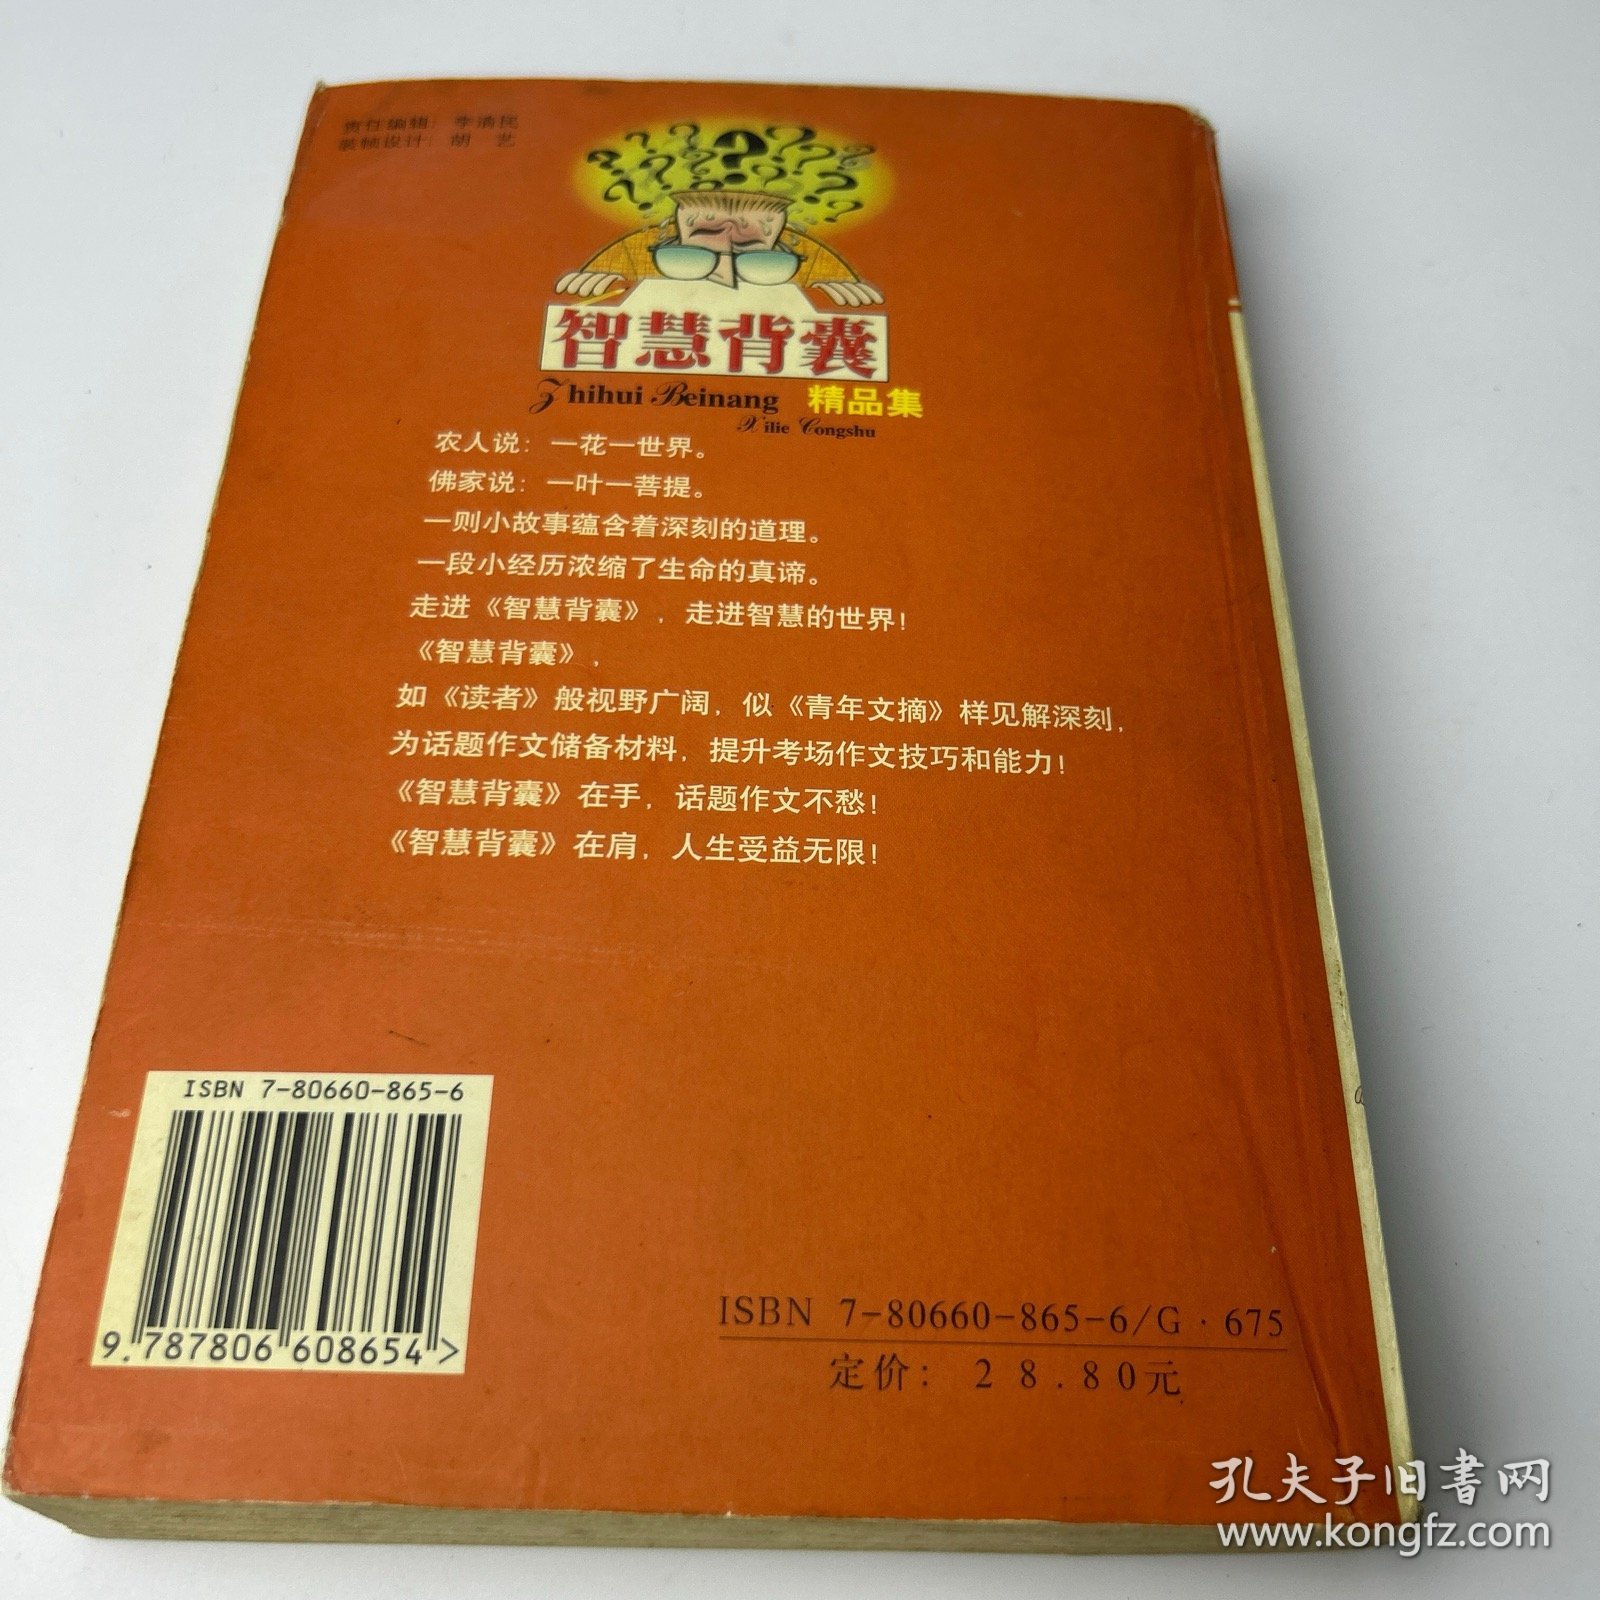 责任编辑：李清民
装帧设计：胡 艺
智慧背囊
Zhihui Beinang 精品集
Xilie Congshu
农人说：一花一世界。
佛家说：一叶一菩提。
一则小故事蕴含着深刻的道理。
一段小经历浓缩了生命的真谛。
走进《智慧背囊》，走进智慧的世界！
《智慧背囊》，
如《读者》般视野广阔，似《青年文摘》样见解深刻，
为话题作文储备材料，提升考场作文技巧和能力！
《智慧背囊》在手，话题作文不愁！
《智慧背囊》在肩，人生受益无限！
ISBN 7-80660-865-6
9.787806 608654>
ISBN 7-80660-865-6/G·675
定价：28.80元
孔夫子旧书网
www.kongfz.com